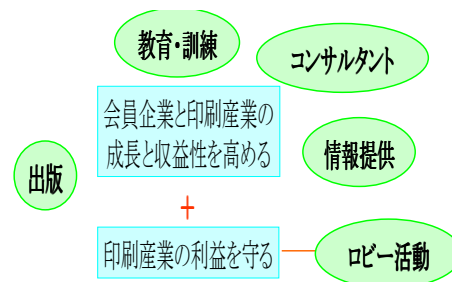 教育・訓練
コンサルタント
会員企業と印刷産業の
成長と収益性を高める
情報提供
出版
+
印刷産業の利益を守る
ロビー活動